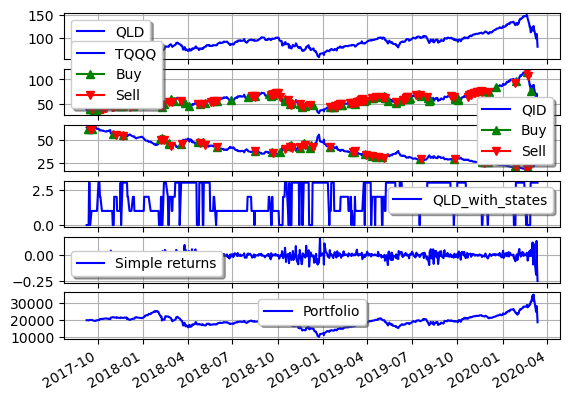 150
100
QLD
TQQQ
Buy
Sell
100
50
QID
Buy
Sell
50
25
2.5
0.0
QLD_with_states
0.00
-0.25
Simple returns
30000
20000
10000
Portfolio
2017-10
2018-01
2018-04
2018-07
2018-10
2019-01
2019-04
2019-07
2019-10
2020-01
2020-04